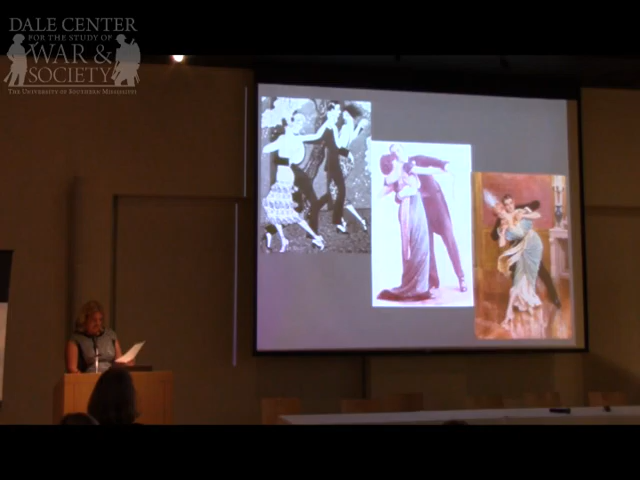 DALE CENTER
FOR THE STUDY OF
WAR &
SOCIETY
THE UNIVERSITY OF SOUTHERN MISSISSIPPI